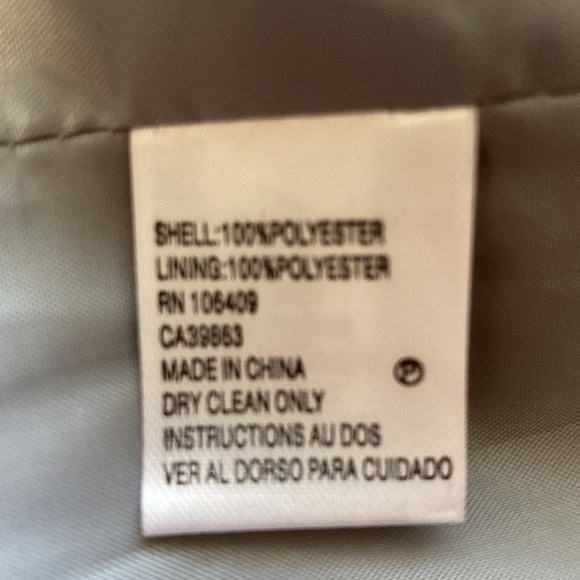 SHELL:100%POLYESTER
LINING:100%POLYESTER
RN 106409
CA39863
MADE IN CHINA
P
DRY CLEAN ONLY
INSTRUCTIONS AU DOS
VER AL DORSO PARA CUIDADO